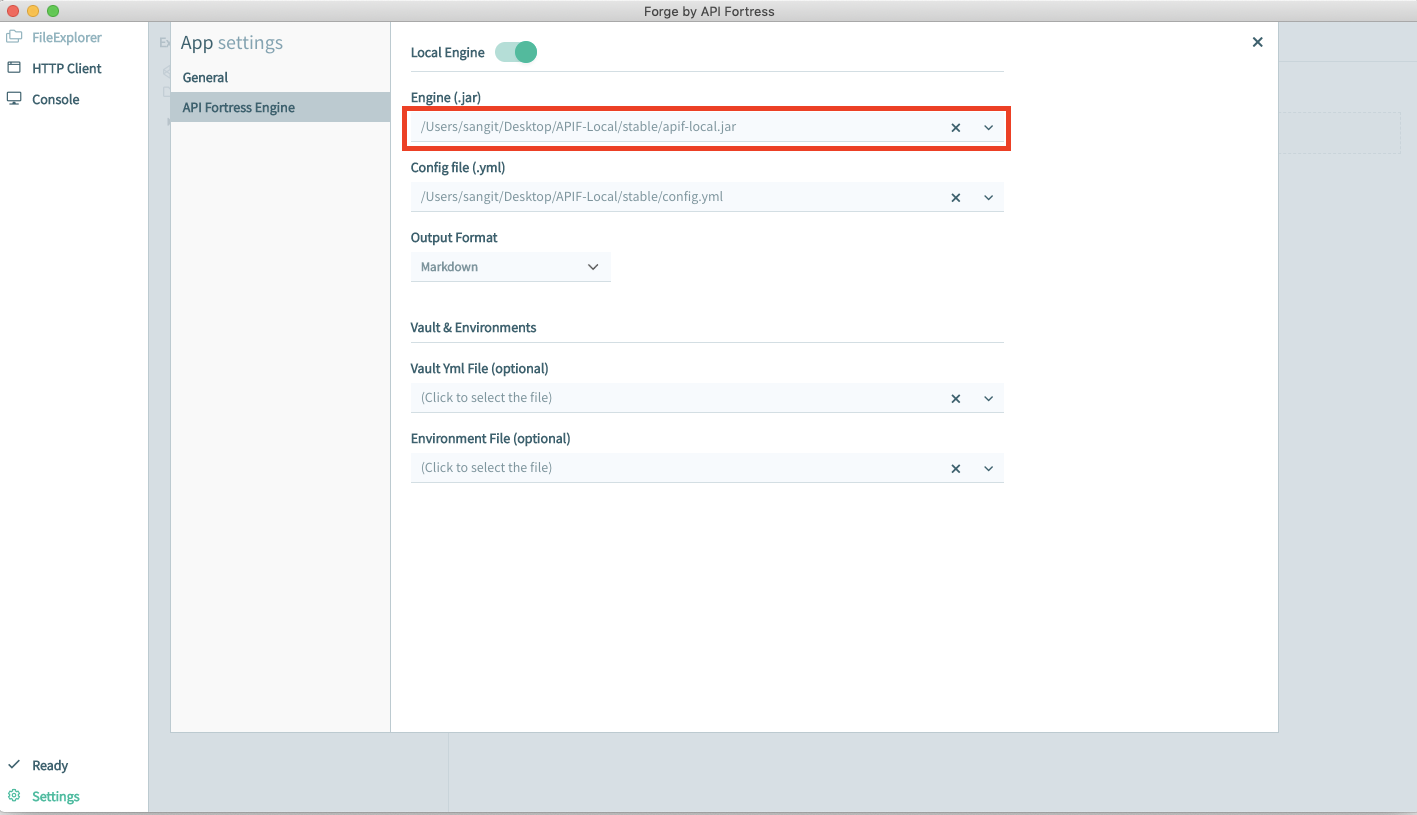 Forge by API Fortress
FileExplorer
HTTP Client
Console
Ex
App settings
General
API Fortress Engine
Local Engine
Engine (.jar)
/Users/sangit/Desktop/APIF-Local/stable/apif-local.jar
Config file (.yml)
/Users/sangit/Desktop/APIF-Local/stable/config.yml
Output Format
Markdown
Vault & Environments
Vault Yml File (optional)
(Click to select the file)
Environment File (optional)
(Click to select the file)
Ready
Settings